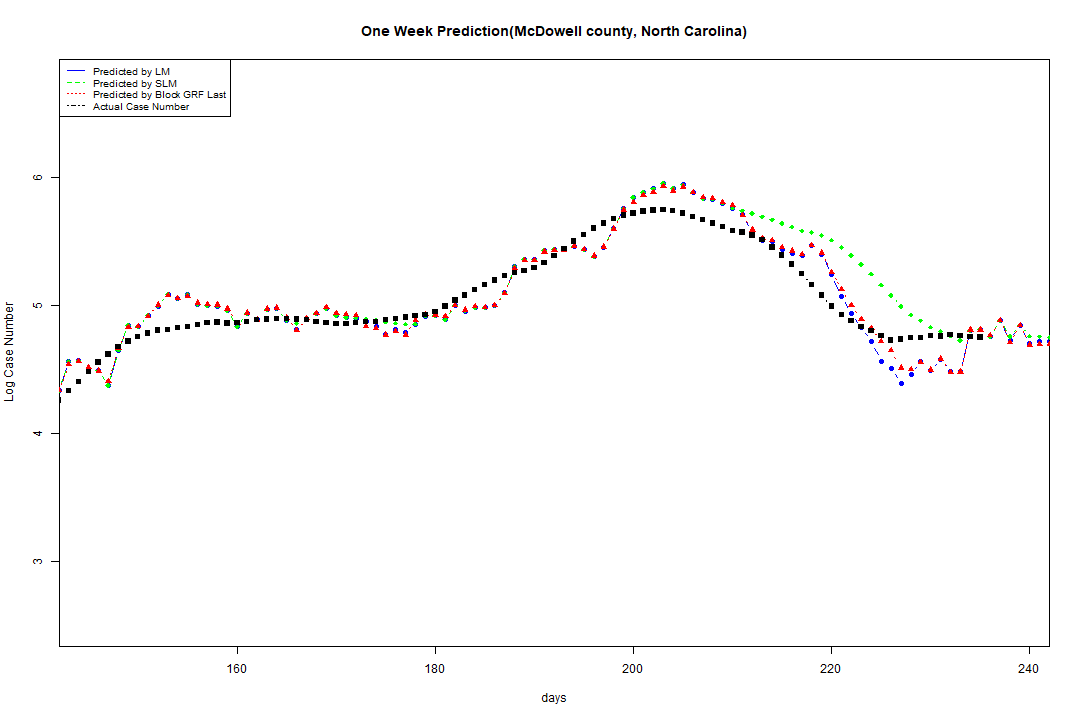 One Week Prediction(McDowell county, North Carolina)
Predicted by LM
Predicted by SLM
Predicted by Block GRF Last
Actual Case Number
6
5
4
3
Log Case Number
160 180 200 220 240
days